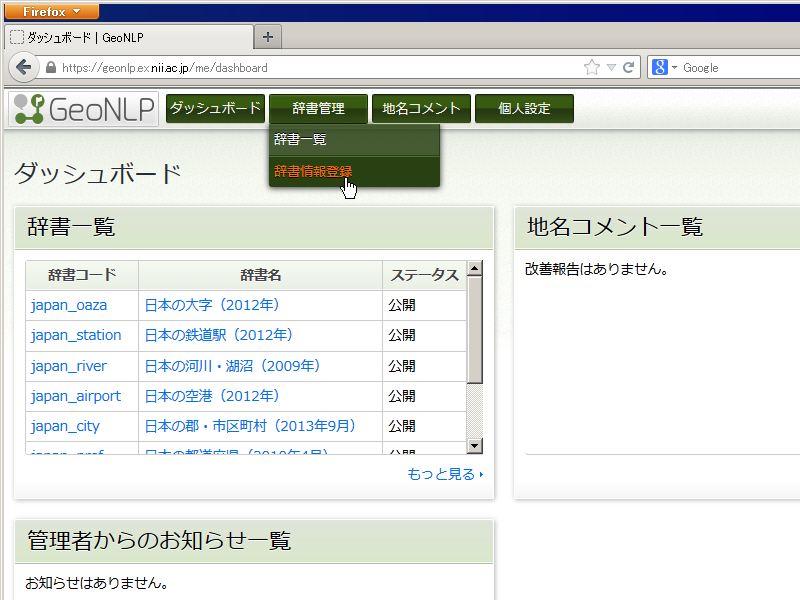 Firefox
ダッシュボード | GeoNLP
https://geonlp.ex.nii.ac.jp/me/dashboard
Google
GeoNLP
ダッシュボード
辞書管理
地名コメント
個人設定
辞書一覧
辞書情報登録
ダッシュボード
辞書一覧
辞書コード 辞書名 ステータス
japan_oaza 日本の大字（2012年） 公開
japan_station 日本の鉄道駅（2012年） 公開
japan_river 日本の河川・湖沼（2009年） 公開
japan_airport 日本の空港（2012年） 公開
japan_city 日本の郡・市区町村（2013年9月） 公開
もっと見る
地名コメント一覧
改善報告はありません。
管理者からのお知らせ一覧
お知らせはありません。